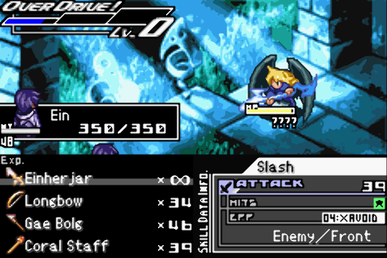 OVER DRIVE!
Lv. 0
Ein
350/350
HP
????
Exp.
Einherjar ×∞
Longbow ×34
Gae Bolg ×46
Coral Staff ×39
SKILL DATA INFO.
Slash
ATTACK 39
HITS
EFF 04:XAVOID
Enemy/Front